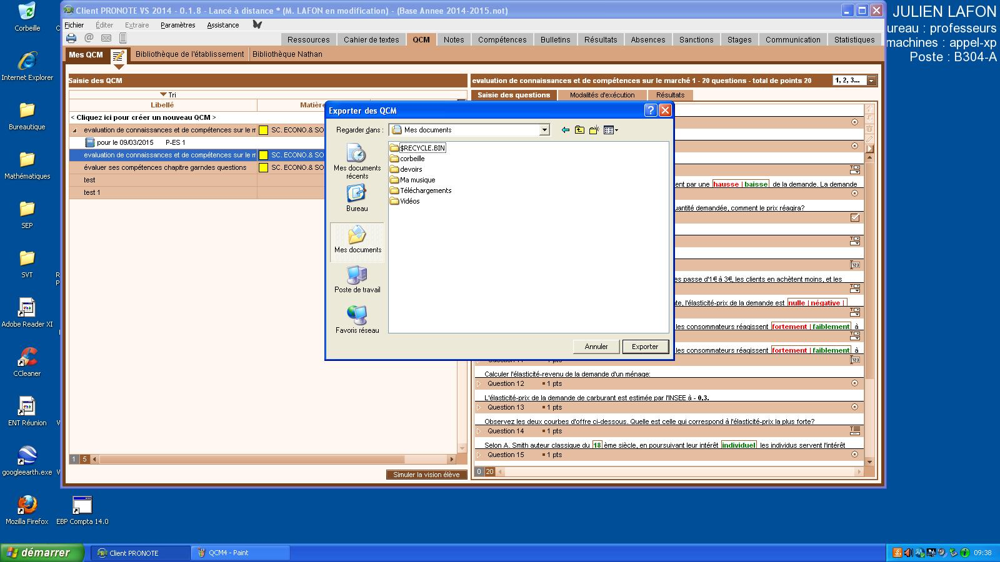 Corbeille
Internet Explorer
Bureautique
Mathématiques
SEP
SVT
Adobe Reader XI
CCleaner
ENT Réunion
googleearth.exe
Mozilla Firefox
EBP Compta 14.0
JULIEN LAFON
ureau : professeurs
machines : appel-xp
Poste : B304-A
Client PRONOTE VS 2014 - 0.1.8 - Lancé à distance * (M. LAFON en modification) - (Base Annee 2014-2015.not)
Fichier Éditer Extraire Paramètres Assistance
Ressources Cahier de textes QCM Notes Compétences Bulletins Résultats Absences Sanctions Stages Communication Statistiques
Mes QCM Bibliothèque de l'établissement Bibliothèque Nathan
Saisie des QCM
Tri
Libellé Matière
< Cliquez ici pour créer un nouveau QCM >
evaluation de connaissances et de compétences sur le m SC. ECONO.& SO
pour le 09/03/2015 P-ES 1
evaluation de connaissances et de compétences sur le m SC. ECONO.& SO
évaluer ses compétences chapitre garndes questions SC. ECONO.& SO
test
test 1
1 5
Simuler la vision élève
evaluation de connaissances et de compétences sur le marché 1 - 20 questions - total de points 20 1, 2, 3...
Saisie des questions Modalités d'exécution Résultats
ent par une hausse | baisse de la demande. La demande
uantité demandée, comment le prix réagira?
es passe d'1€ à 3€, les clients en achètent moins, et les
te, l'élasticité-prix de la demande est nulle | négative |
les consommateurs réagissent fortement | faiblement à
les consommateurs réagissent fortement | faiblement à
Calculer l'élasticité-revenu de la demande d'un ménage:
Question 12 1 pts
L'élasticité-prix de la demande de carburant est estimée par l'INSEE à - 0,3.
Question 13 1 pts
Observez les deux courbes d'offre ci-dessous. Quelle est celle qui correspond à l'élasticité-prix la plus forte?
Question 14 1 pts
Selon A. Smith auteur classique du 18 ème siècle, en poursuivant leur intérêt individuel les individus servent l'intérêt
Question 15 1 pts
0 20
Exporter des QCM
Regarder dans : Mes documents
Mes documents récents
Bureau
Mes documents
Poste de travail
Favoris réseau
$RECYCLE.BIN
corbeille
devoirs
Ma musique
Téléchargements
Vidéos
Annuler Exporter
démarrer Client PRONOTE QCM4 - Paint 09:38